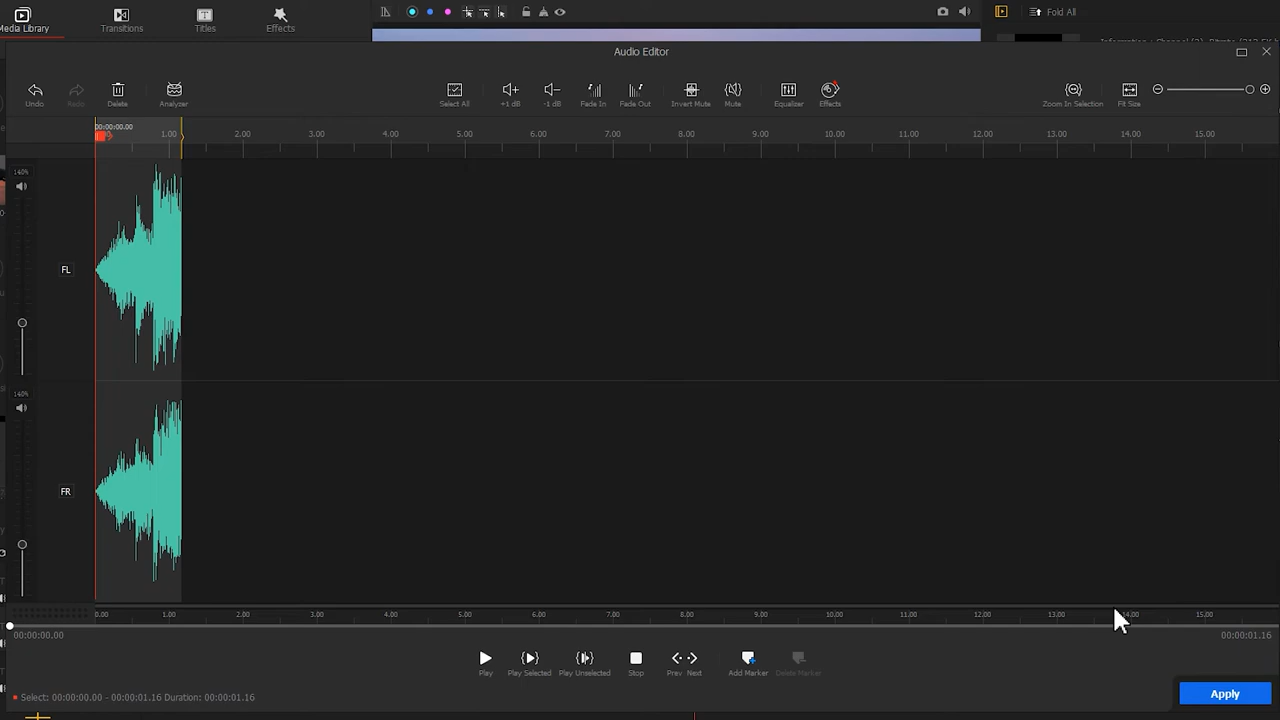 Media Library
Transitions
Titles
Effects
Fold All
Audio Editor
Undo
Redo
Delete
Analyzer
Select All
+1 dB
-1 dB
Fade In
Fade Out
Invert Mute
Mute
Equalizer
Effects
Zoom In Selection
Fit Size
00:00:00.00
1.00 2.00 3.00 4.00 5.00 6.00 7.00 8.00 9.00 10.00 11.00 12.00 13.00 14.00 15.00
140%
FL
140%
FR
0.00 1.00 2.00 3.00 4.00 5.00 6.00 7.00 8.00 9.00 10.00 11.00 12.00 13.00 14.00 15.00
00:00:00.00
00:00:01.16
Play
Play Selected
Play Unselected
Stop
Prev Next
Add Marker
Delete Marker
Select: 00:00:00.00 - 00:00:01.16 Duration: 00:00:01.16
Apply